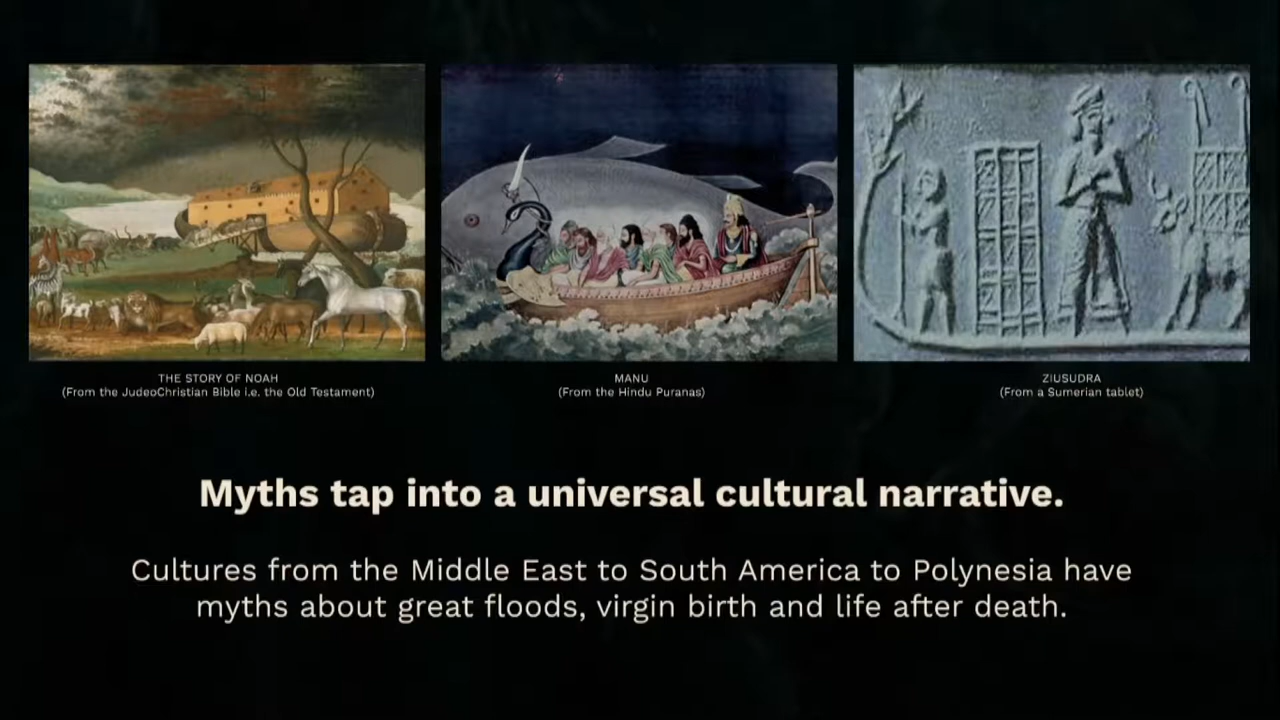 THE STORY OF NOAH
(From the JudeoChristian Bible i.e. the Old Testament)
MANU
(From the Hindu Puranas)
ZIUSUDRA
(From a Sumerian tablet)
Myths tap into a universal cultural narrative.
Cultures from the Middle East to South America to Polynesia have
myths about great floods, virgin birth and life after death.